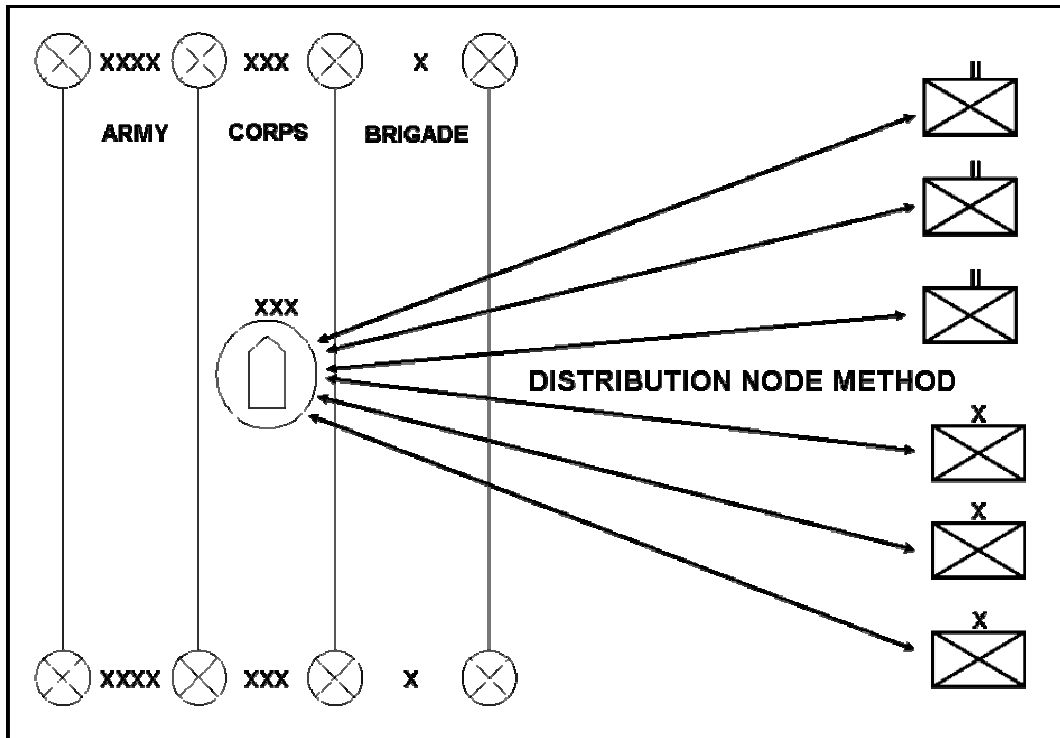 XXXX XXX X
ARMY CORPS BRIGADE
II
II
XXX
II
DISTRIBUTION NODE METHOD
X
X
X
XXXX XXX X